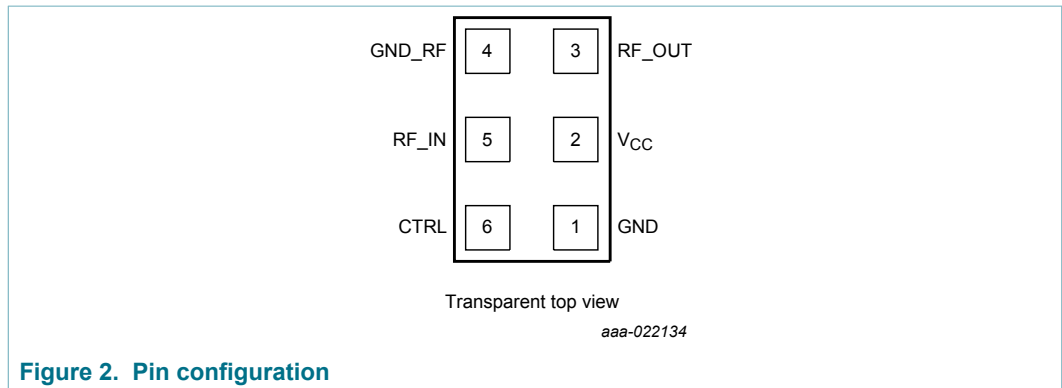 GND_RF 4 3 RF_OUT
RF_IN 5 2 VCC
CTRL 6 1 GND
Transparent top view
aaa-022134
Figure 2. Pin configuration